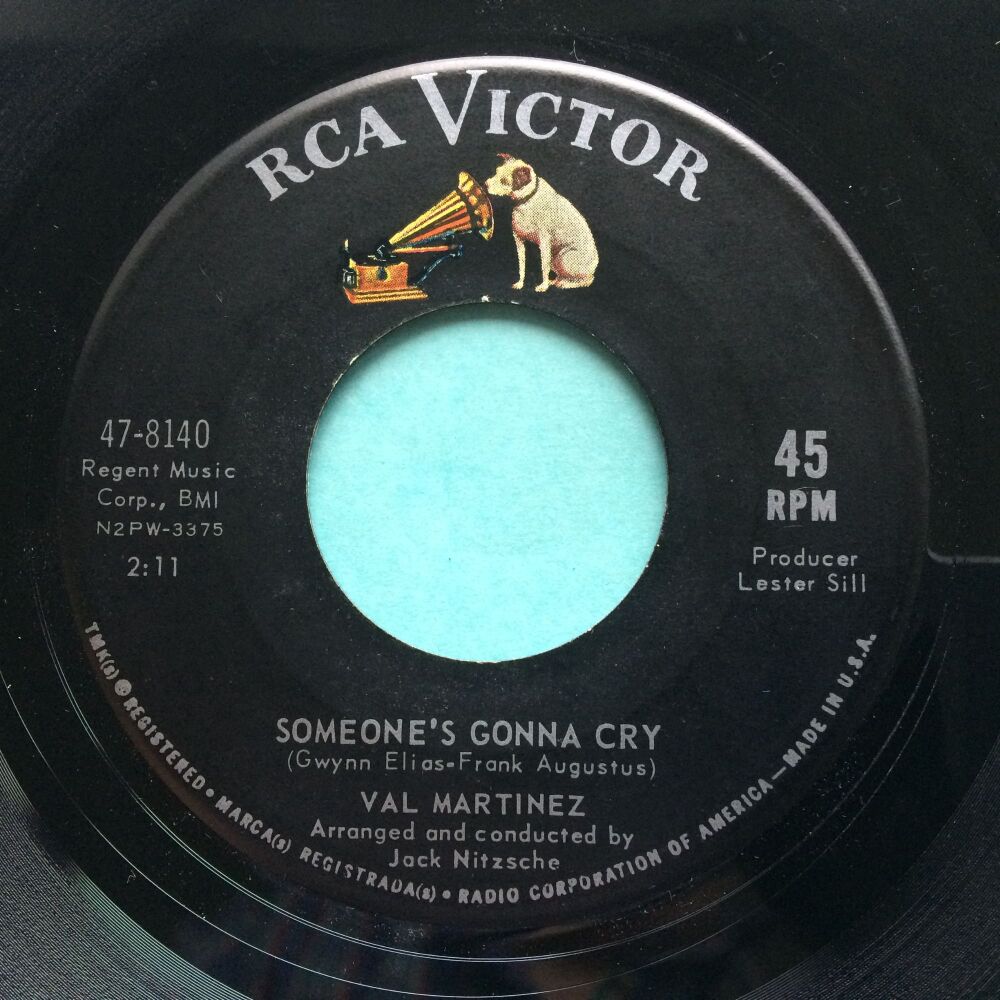 RCA VICTOR
47-8140
Regent Music
Corp., BMI
N2PW-3375
2:11
45
RPM
Producer
Lester Sill
SOMEONE'S GONNA CRY
(Gwynn Elias-Frank Augustus)
VAL MARTINEZ
Arranged and conducted by
Jack Nitzsche
TMK(s) ® REGISTERED • MARCA(s) REGISTRADA(s) • RADIO CORPORATION OF AMERICA—MADE IN U.S.A.